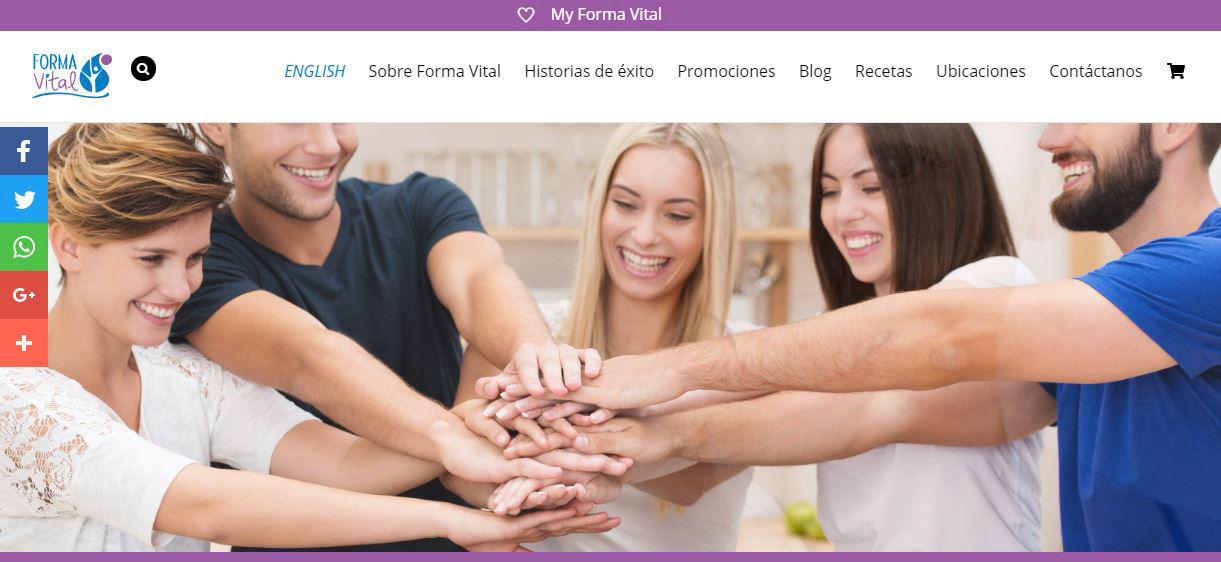 My Forma Vital
FORMA
Vital
ENGLISH Sobre Forma Vital Historias de éxito Promociones Blog Recetas Ubicaciones Contáctanos
G+